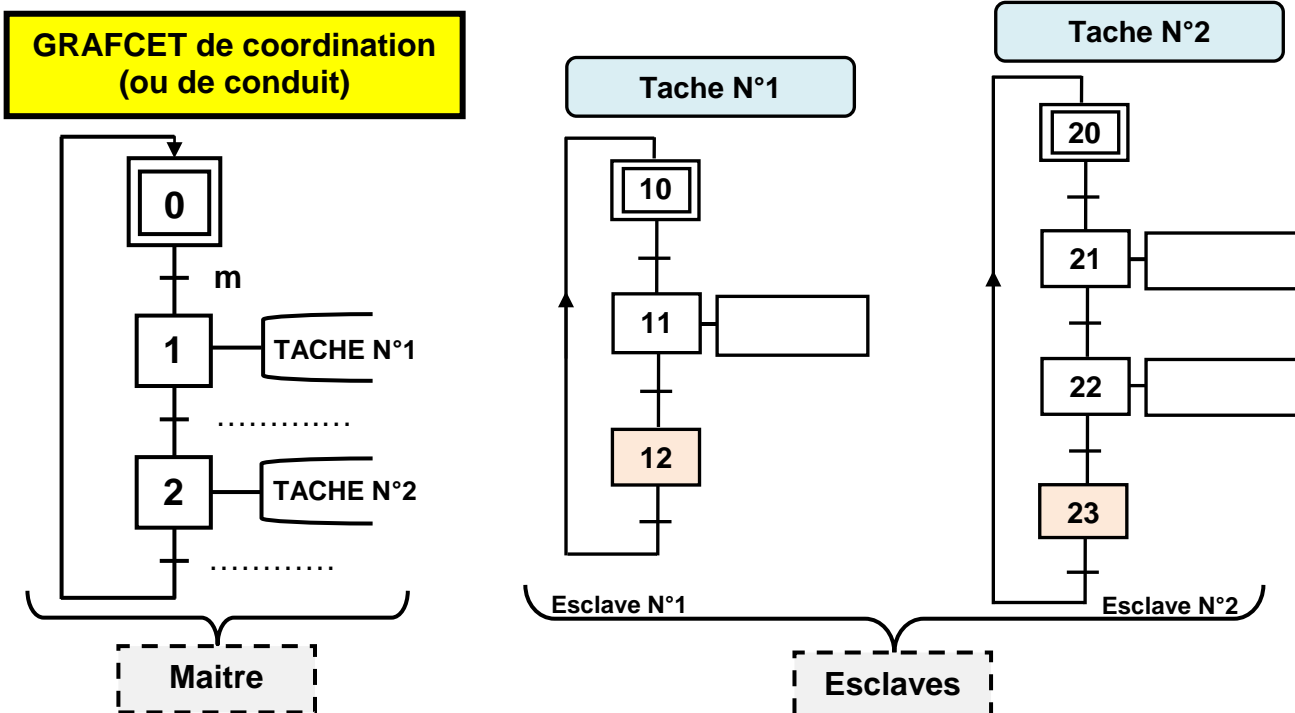 GRAFCET de coordination
(ou de conduit)
0
m
1
TACHE N°1
.............
2
TACHE N°2
............
Maitre
Tache N°1
10
11
12
Esclave N°1
Tache N°2
20
21
22
23
Esclave N°2
Esclaves